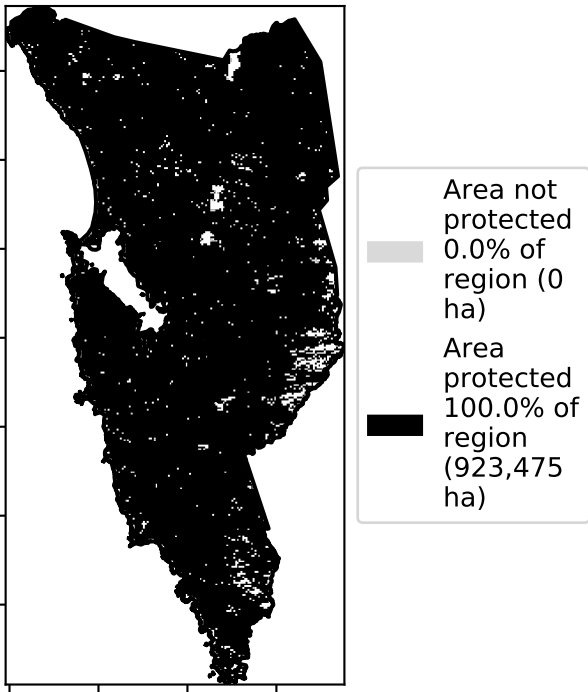 Area not
protected
0.0% of
region (0
ha)
Area
protected
100.0% of
region
(923,475
ha)